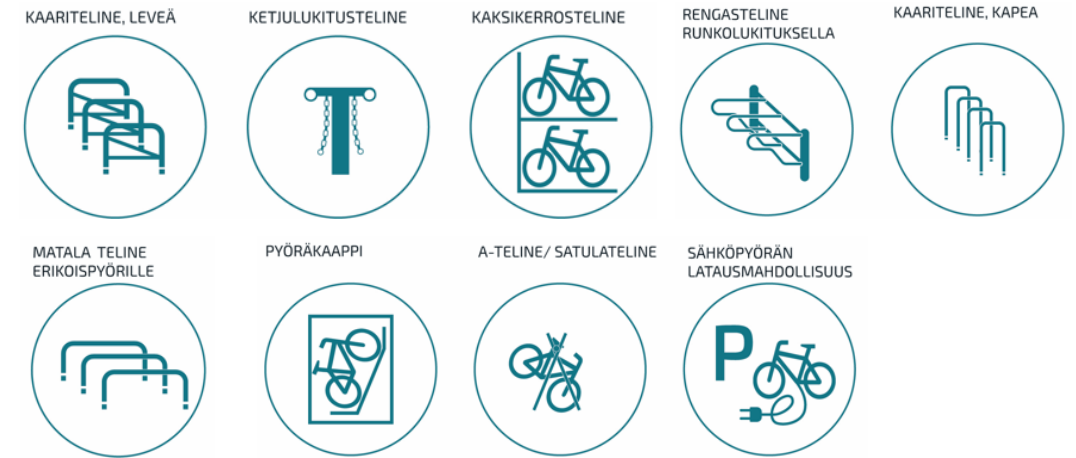 KAARITELINE, LEVEÄ
KETJULUKITUSTELINE
KAKSIKERROSTELINE
RENGASTELINE
RUNKOLUKITUKSELLA
KAARITELINE, KAPEA
MATALA TELINE
ERIKOISPYÖRILLE
PYÖRÄKAAPPI
A-TELINE/ SATULATELINE
SÄHKÖPYÖRÄN
LATAUSMAHDOLLISUUS
P